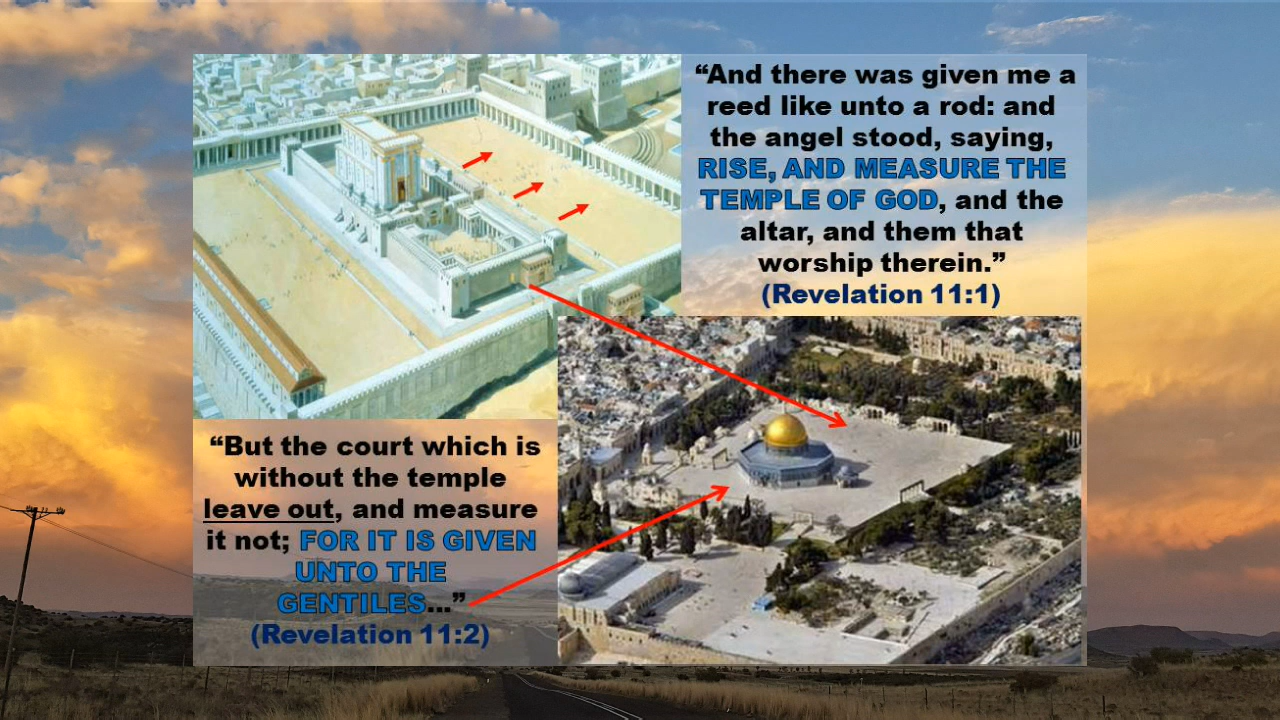 “And there was given me a
reed like unto a rod: and
the angel stood, saying,
RISE, AND MEASURE THE
TEMPLE OF GOD, and the
altar, and them that
worship therein.”
(Revelation 11:1)
“But the court which is
without the temple
leave out, and measure
it not; FOR IT IS GIVEN
UNTO THE
GENTILES...”
(Revelation 11:2)